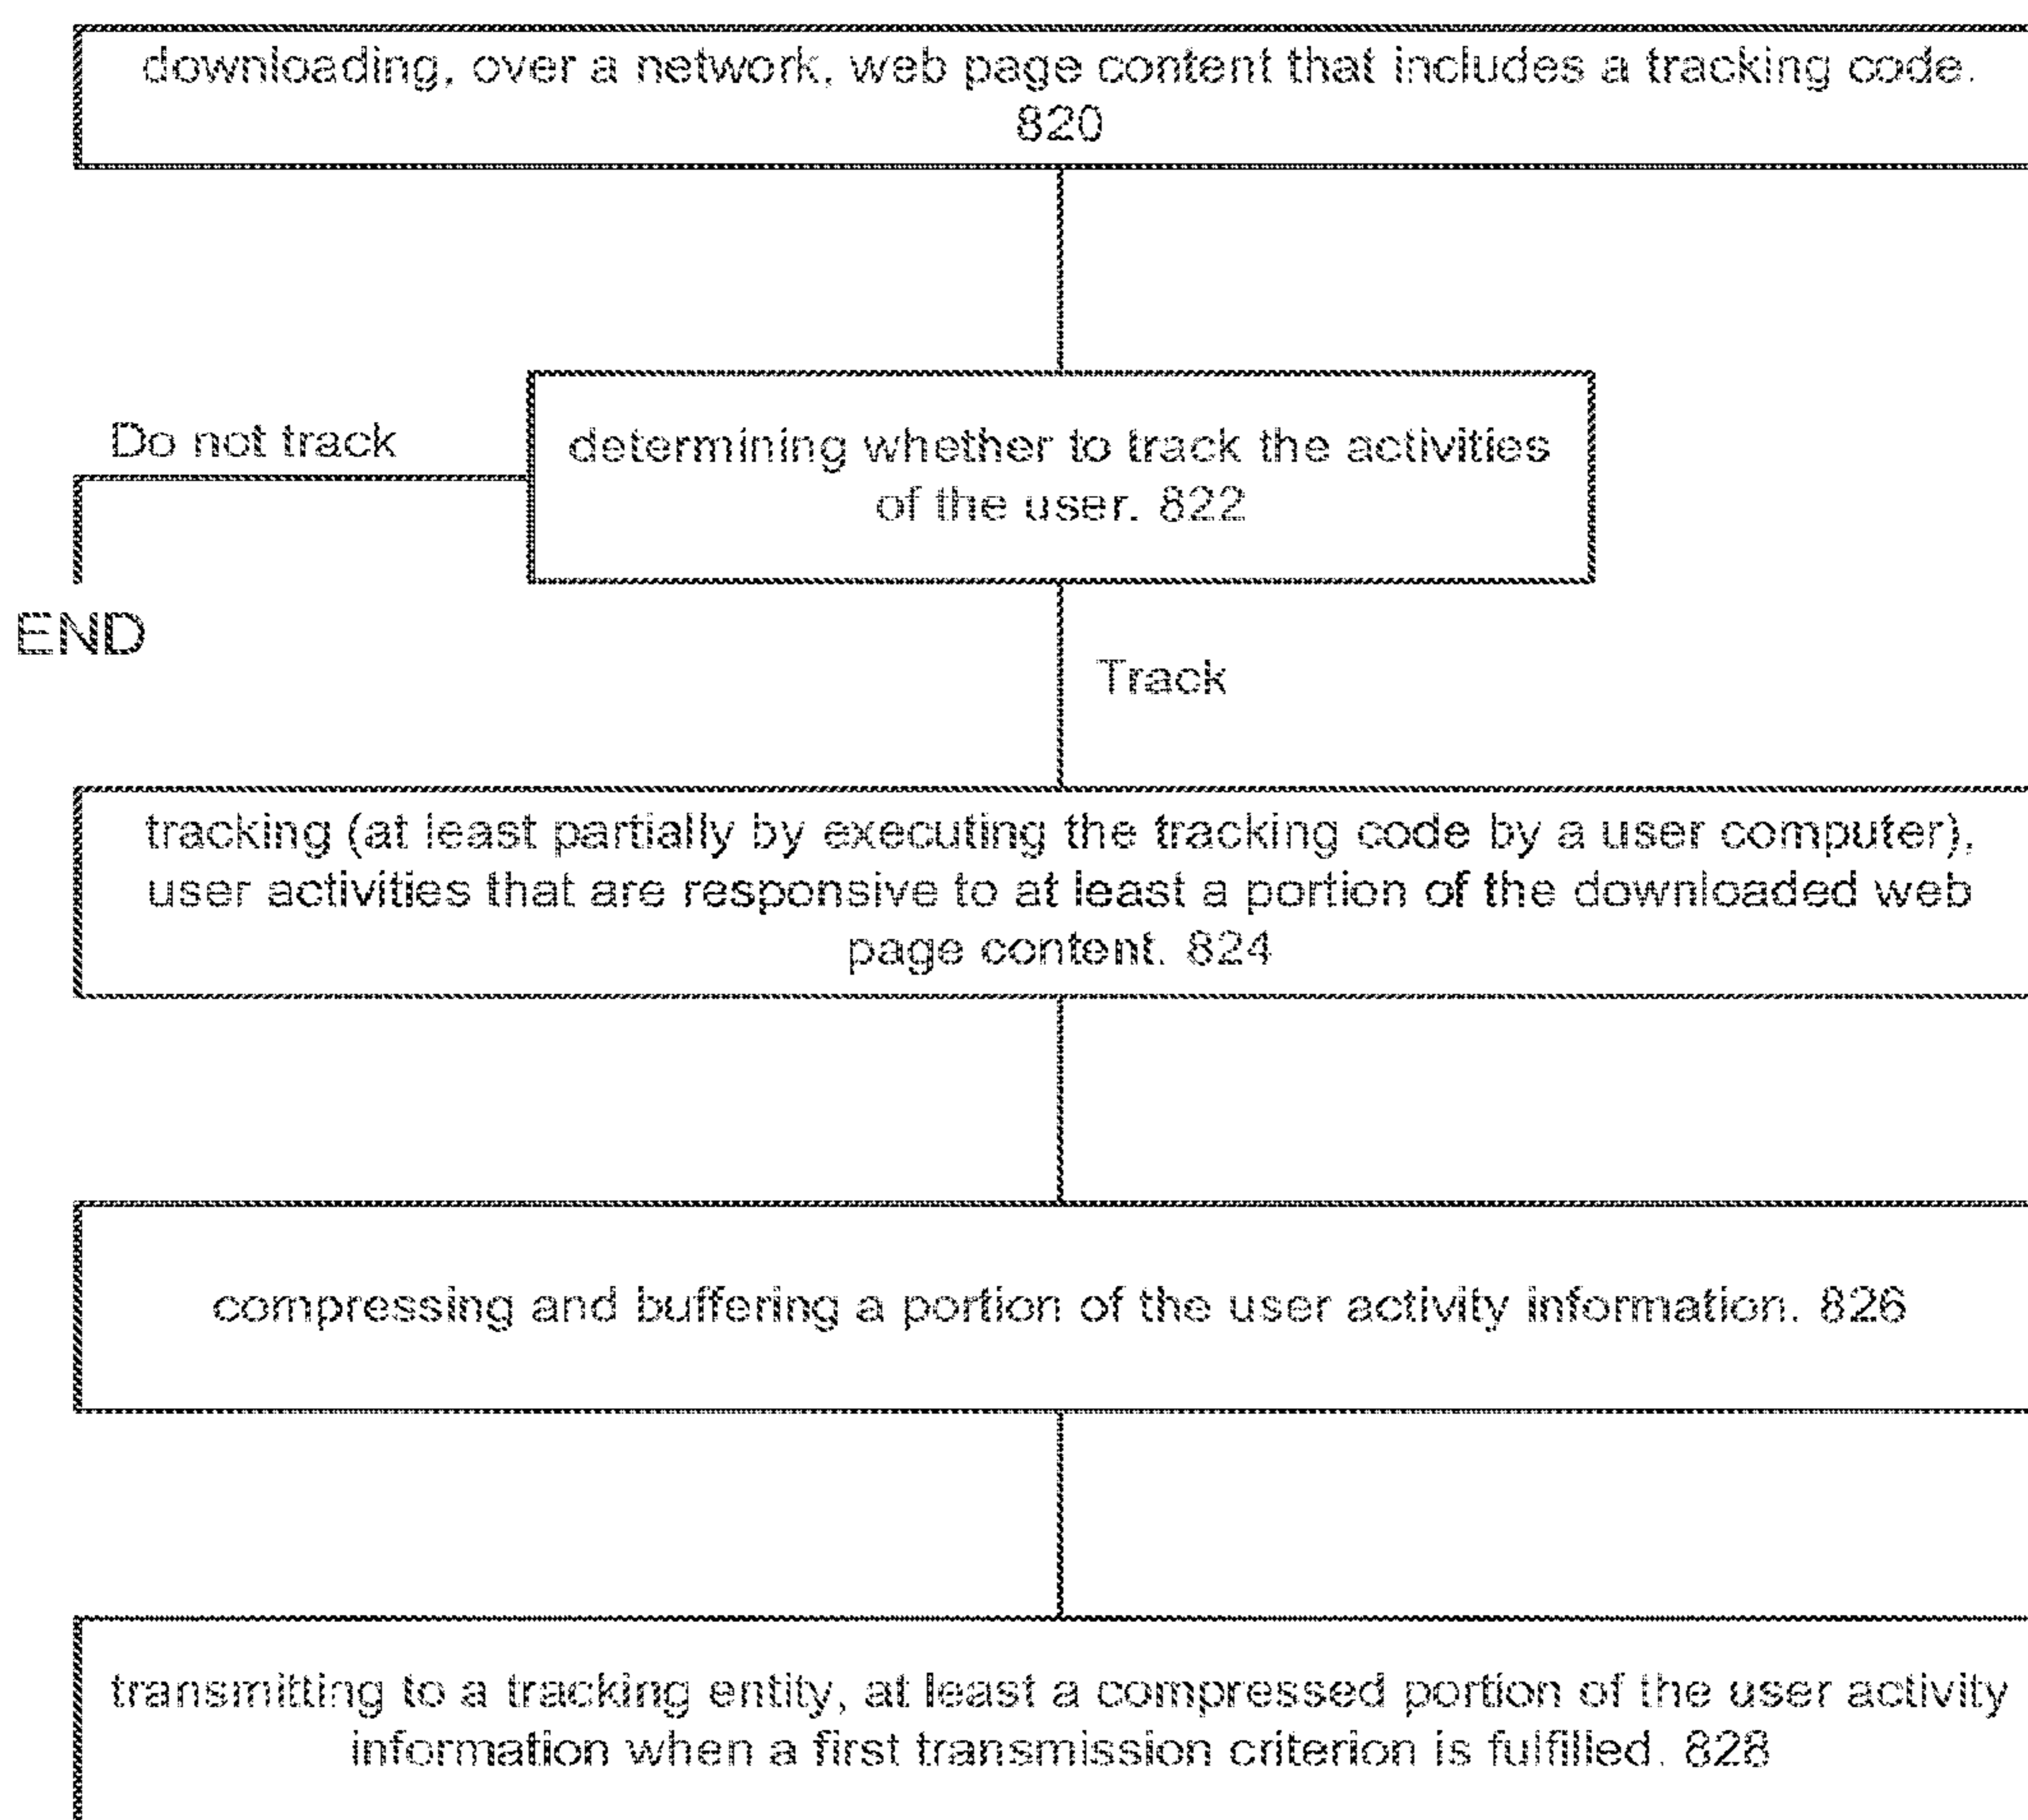 downloading, over a network, web page content that includes a tracking code.
820
Do not track
determining whether to track the activities
of the user. 822
END
Track
tracking (at least partially by executing the tracking code by a user computer),
user activities that are responsive to at least a portion of the downloaded web
page content. 824
compressing and buffering a portion of the user activity information. 826
transmitting to a tracking entity, at least a compressed portion of the user activity
information when a first transmission criterion is fulfilled. 828